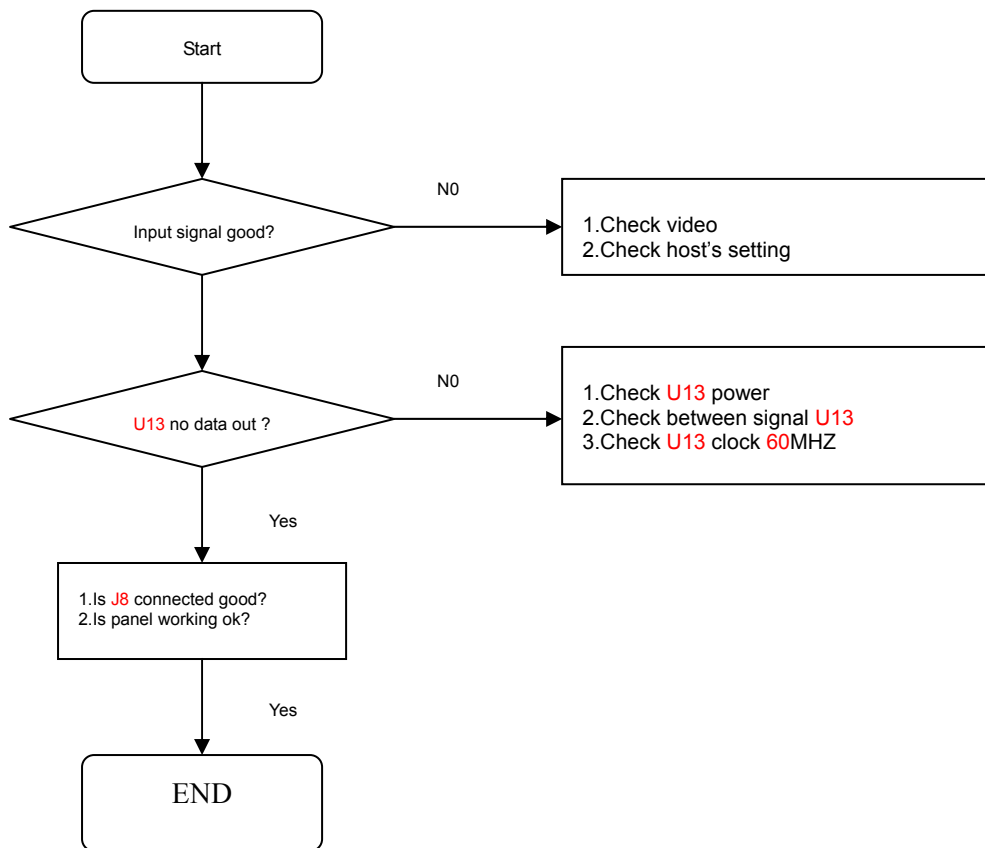 Start
N0
Input signal good?
1.Check video
2.Check host's setting
N0
U13 no data out ?
1.Check U13 power
2.Check between signal U13
3.Check U13 clock 60MHZ
Yes
1.Is J8 connected good?
2.Is panel working ok?
Yes
END